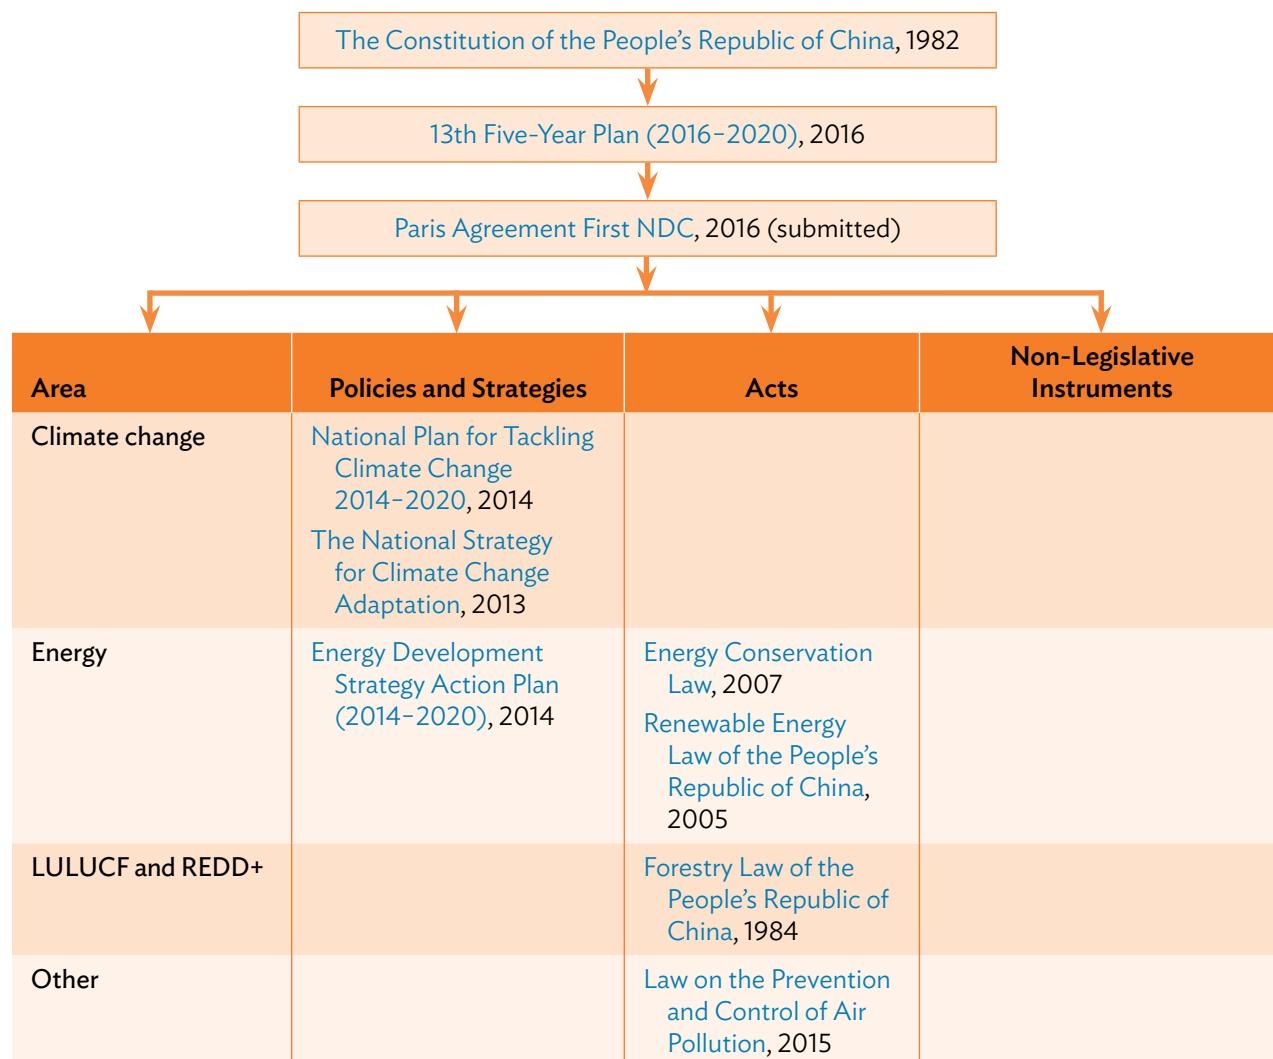 The Constitution of the People’s Republic of China, 1982
13th Five-Year Plan (2016–2020), 2016
Paris Agreement First NDC, 2016 (submitted)
Area
Policies and Strategies
Acts
Non-Legislative
Instruments
Climate change
National Plan for Tackling
Climate Change
2014–2020, 2014
The National Strategy
for Climate Change
Adaptation, 2013
Energy
Energy Development
Strategy Action Plan
(2014–2020), 2014
Energy Conservation
Law, 2007
Renewable Energy
Law of the People’s
Republic of China,
2005
LULUCF and REDD+
Forestry Law of the
People’s Republic of
China, 1984
Other
Law on the Prevention
and Control of Air
Pollution, 2015